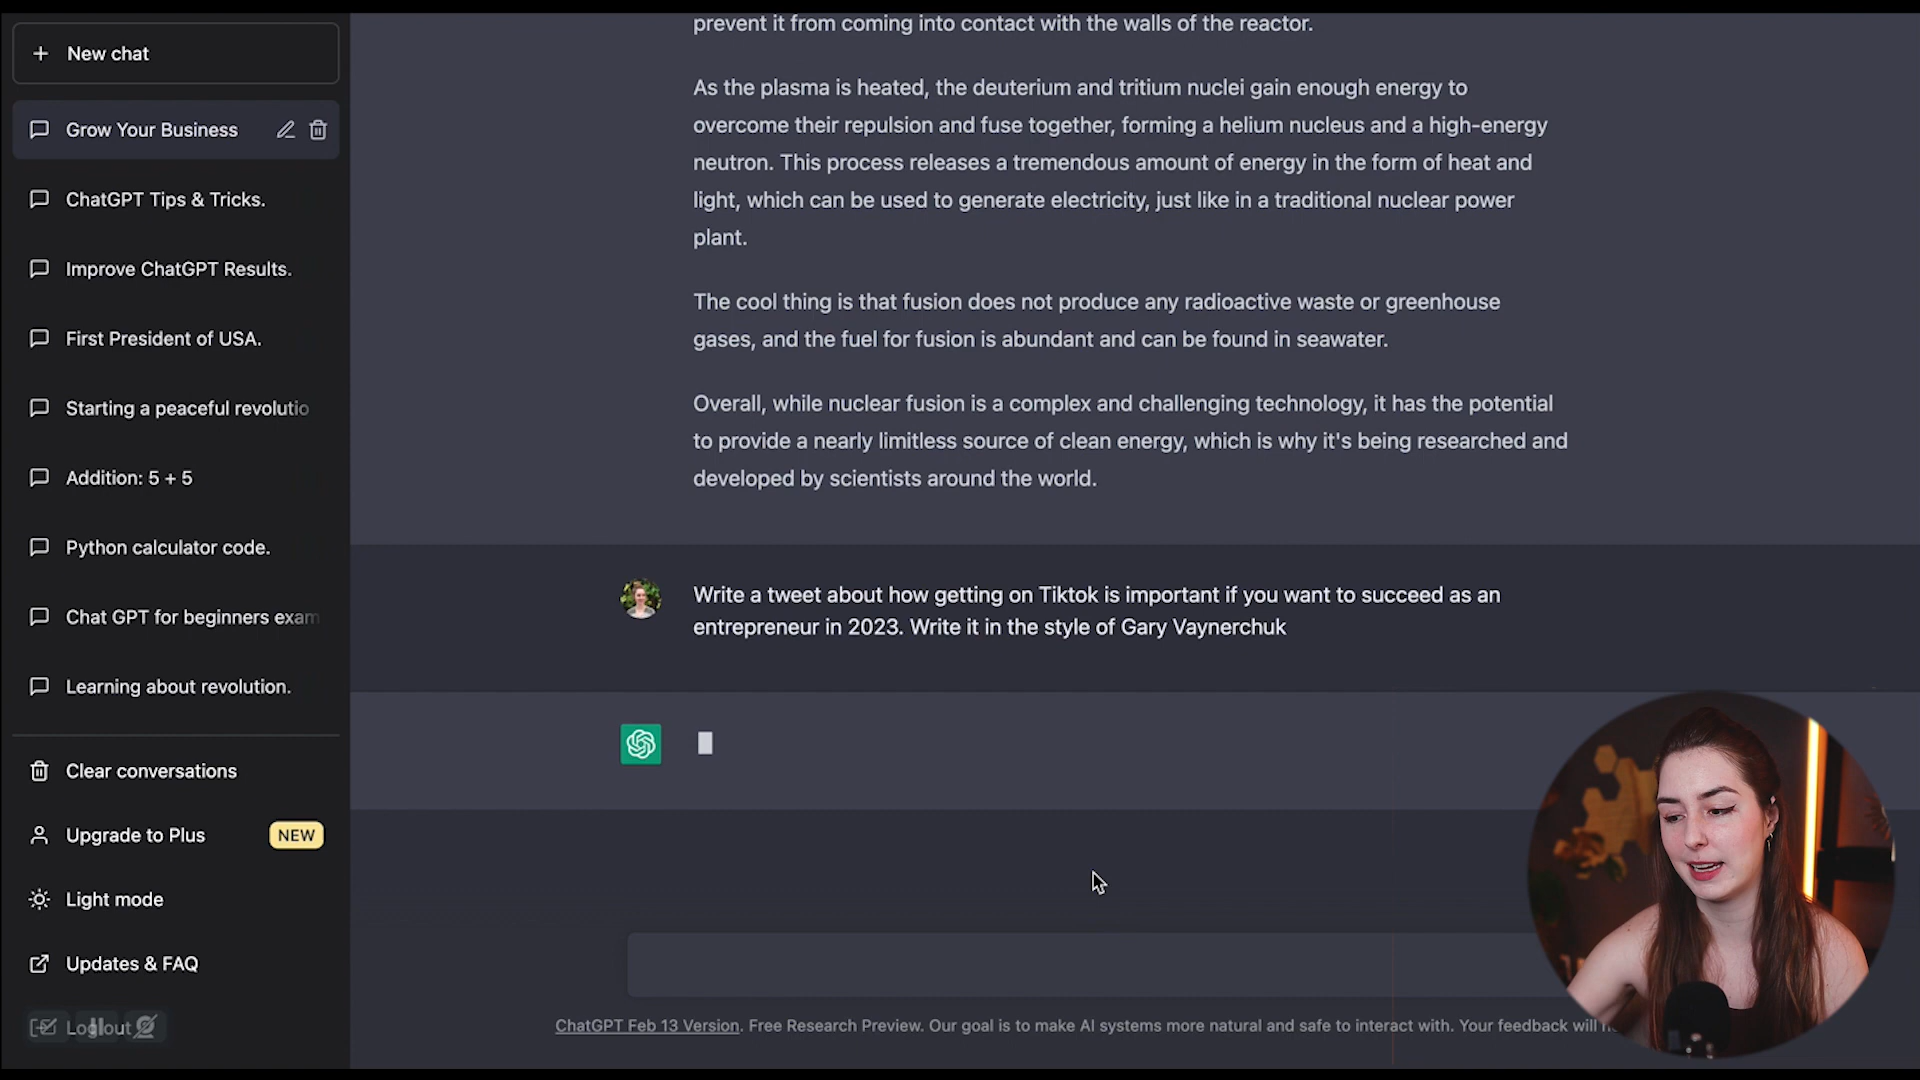 New chat
Grow Your Business
ChatGPT Tips & Tricks.
Improve ChatGPT Results.
First President of USA.
Starting a peaceful revolutio
Addition: 5 + 5
Python calculator code.
Chat GPT for beginners exam
Learning about revolution.
Clear conversations
Upgrade to Plus NEW
Light mode
Updates & FAQ
Log out
prevent it from coming into contact with the walls of the reactor.
As the plasma is heated, the deuterium and tritium nuclei gain enough energy to
overcome their repulsion and fuse together, forming a helium nucleus and a high-energy
neutron. This process releases a tremendous amount of energy in the form of heat and
light, which can be used to generate electricity, just like in a traditional nuclear power
plant.
The cool thing is that fusion does not produce any radioactive waste or greenhouse
gases, and the fuel for fusion is abundant and can be found in seawater.
Overall, while nuclear fusion is a complex and challenging technology, it has the potential
to provide a nearly limitless source of clean energy, which is why it's being researched and
developed by scientists around the world.
Write a tweet about how getting on Tiktok is important if you want to succeed as an
entrepreneur in 2023. Write it in the style of Gary Vaynerchuk
ChatGPT Feb 13 Version. Free Research Preview. Our goal is to make AI systems more natural and safe to interact with. Your feedback will